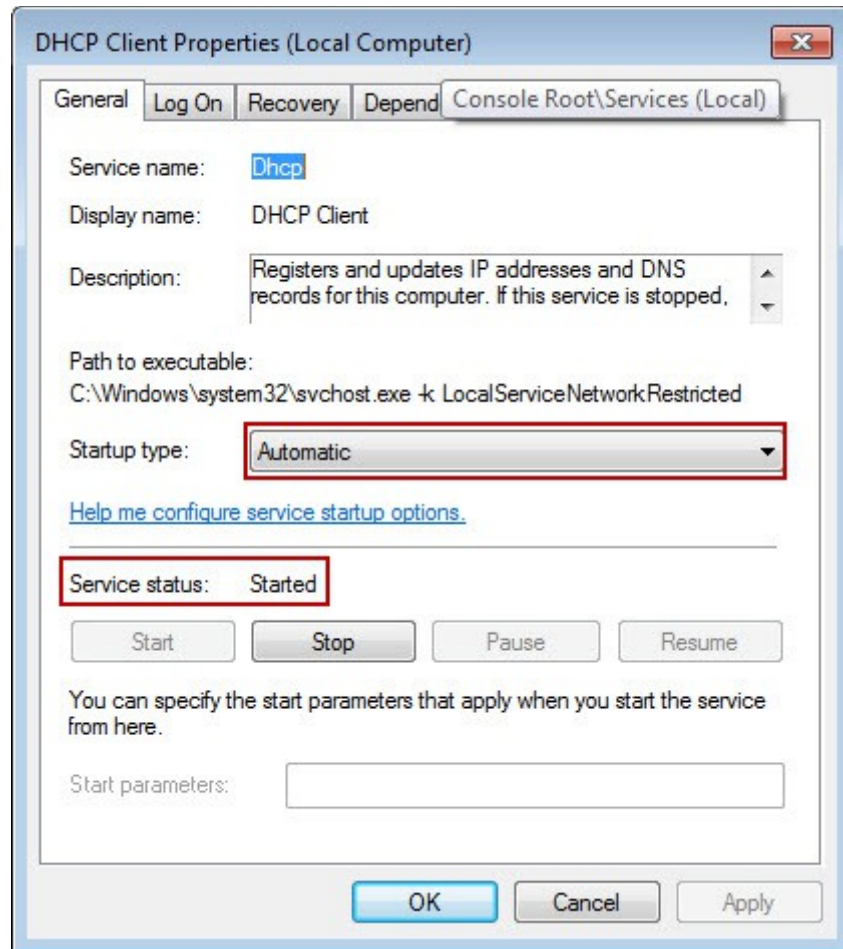 DHCP Client Properties (Local Computer)
General Log On Recovery Depend Console Root\Services (Local)
Service name: Dhcp
Display name: DHCP Client
Description: Registers and updates IP addresses and DNS
records for this computer. If this service is stopped,
Path to executable:
C:\Windows\system32\svchost.exe -k LocalServiceNetworkRestricted
Startup type: Automatic
Help me configure service startup options.
Service status: Started
Start Stop Pause Resume
You can specify the start parameters that apply when you start the service
from here.
Start parameters:
OK Cancel Apply